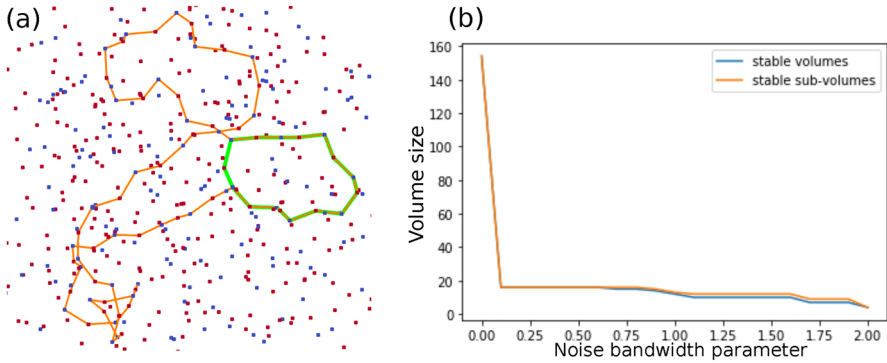 (a)
(b)
stable volumes
stable sub-volumes
Volume size
160
140
120
100
80
60
40
20
0
0.00 0.25 0.50 0.75 1.00 1.25 1.50 1.75 2.00
Noise bandwidth parameter